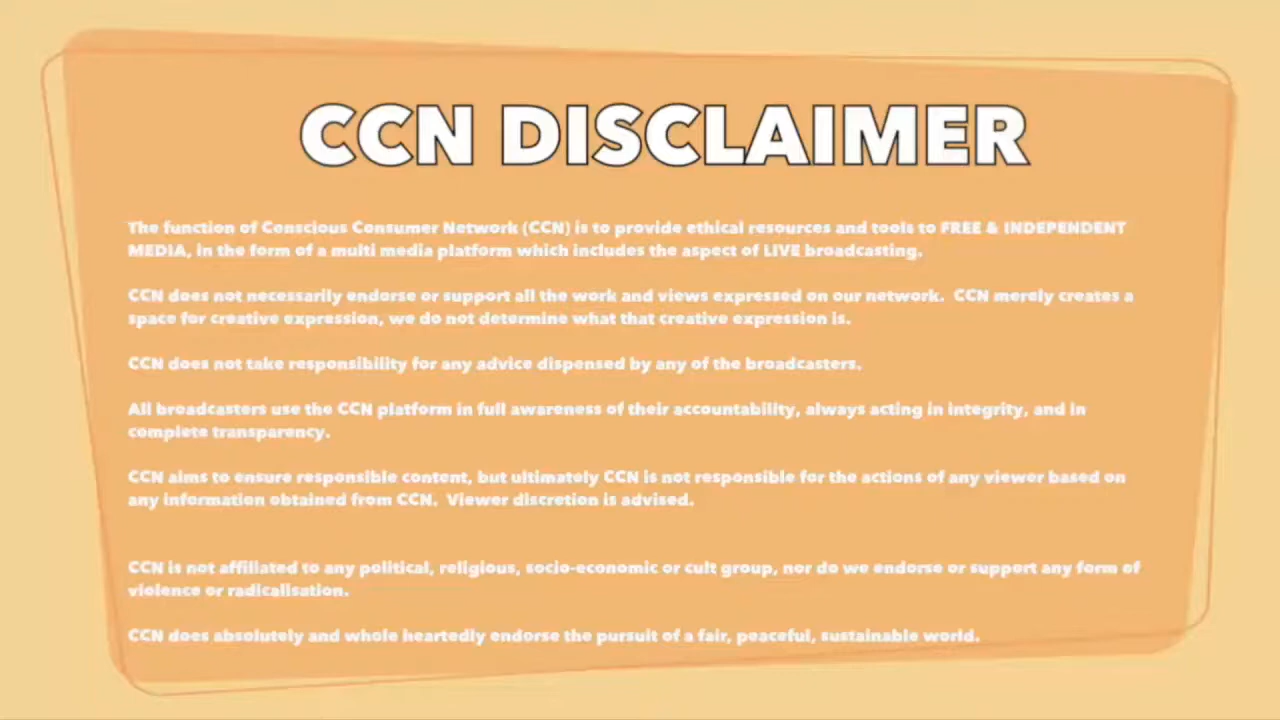 CCN DISCLAIMER
The function of Conscious Consumer Network (CCN) is to provide ethical resources and tools to FREE & INDEPENDENT
MEDIA, in the form of a multi media platform which includes the aspect of LIVE broadcasting.
CCN does not necessarily endorse or support all the work and views expressed on our network.  CCN merely creates a
space for creative expression, we do not determine what that creative expression is.
CCN does not take responsibility for any advice dispensed by any of the broadcasters.
All broadcasters use the CCN platform in full awareness of their accountability, always acting in integrity, and in
complete transparency.
CCN aims to ensure responsible content, but ultimately CCN is not responsible for the actions of any viewer based on
any information obtained from CCN.  Viewer discretion is advised.
CCN is not affiliated to any political, religious, socio-economic or cult group, nor do we endorse or support any form of
violence or radicalisation.
CCN does absolutely and whole heartedly endorse the pursuit of a fair, peaceful, sustainable world.